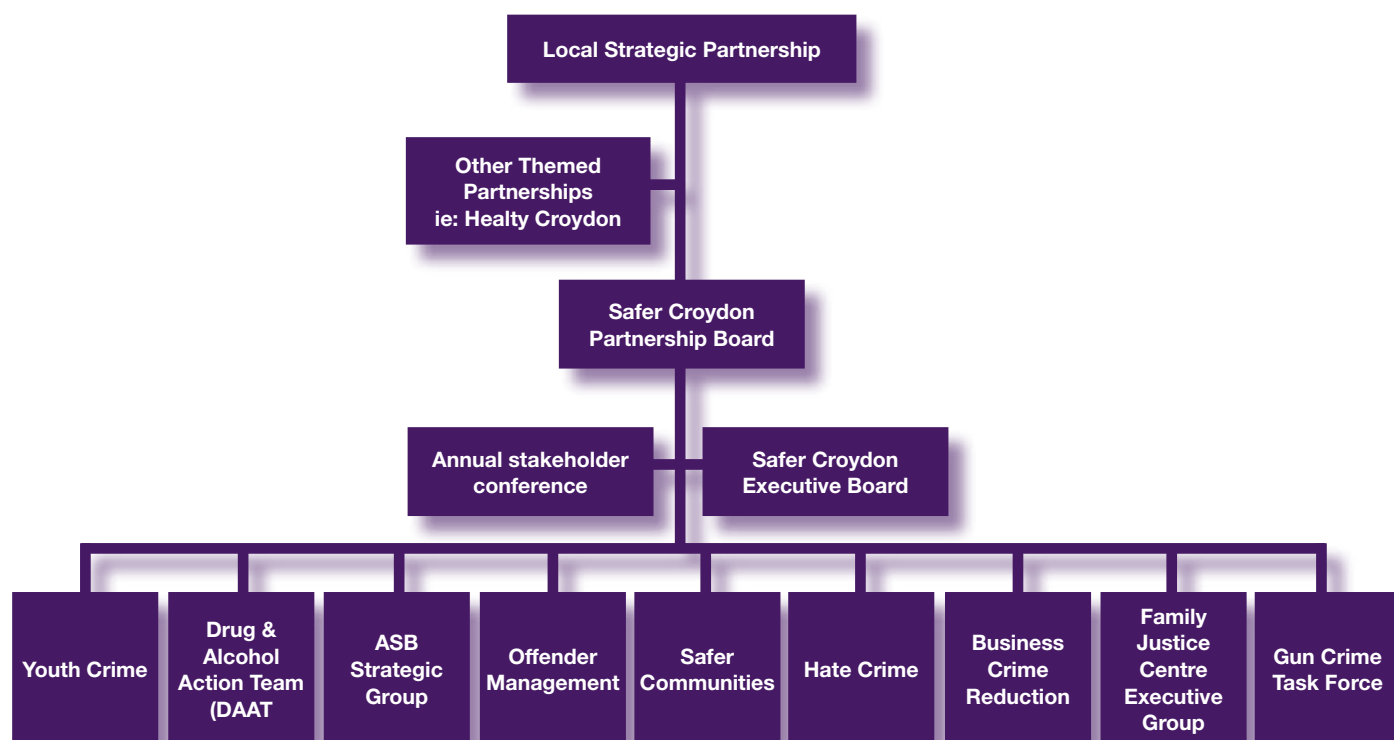 Local Strategic Partnership
Other Themed
Partnerships
ie: Healty Croydon
Safer Croydon
Partnership Board
Annual stakeholder
conference
Safer Croydon
Executive Board
Youth Crime
Drug &
Alcohol
Action Team
(DAAT
ASB
Strategic
Group
Offender
Management
Safer
Communities
Hate Crime
Business
Crime
Reduction
Family
Justice
Centre
Executive
Group
Gun Crime
Task Force